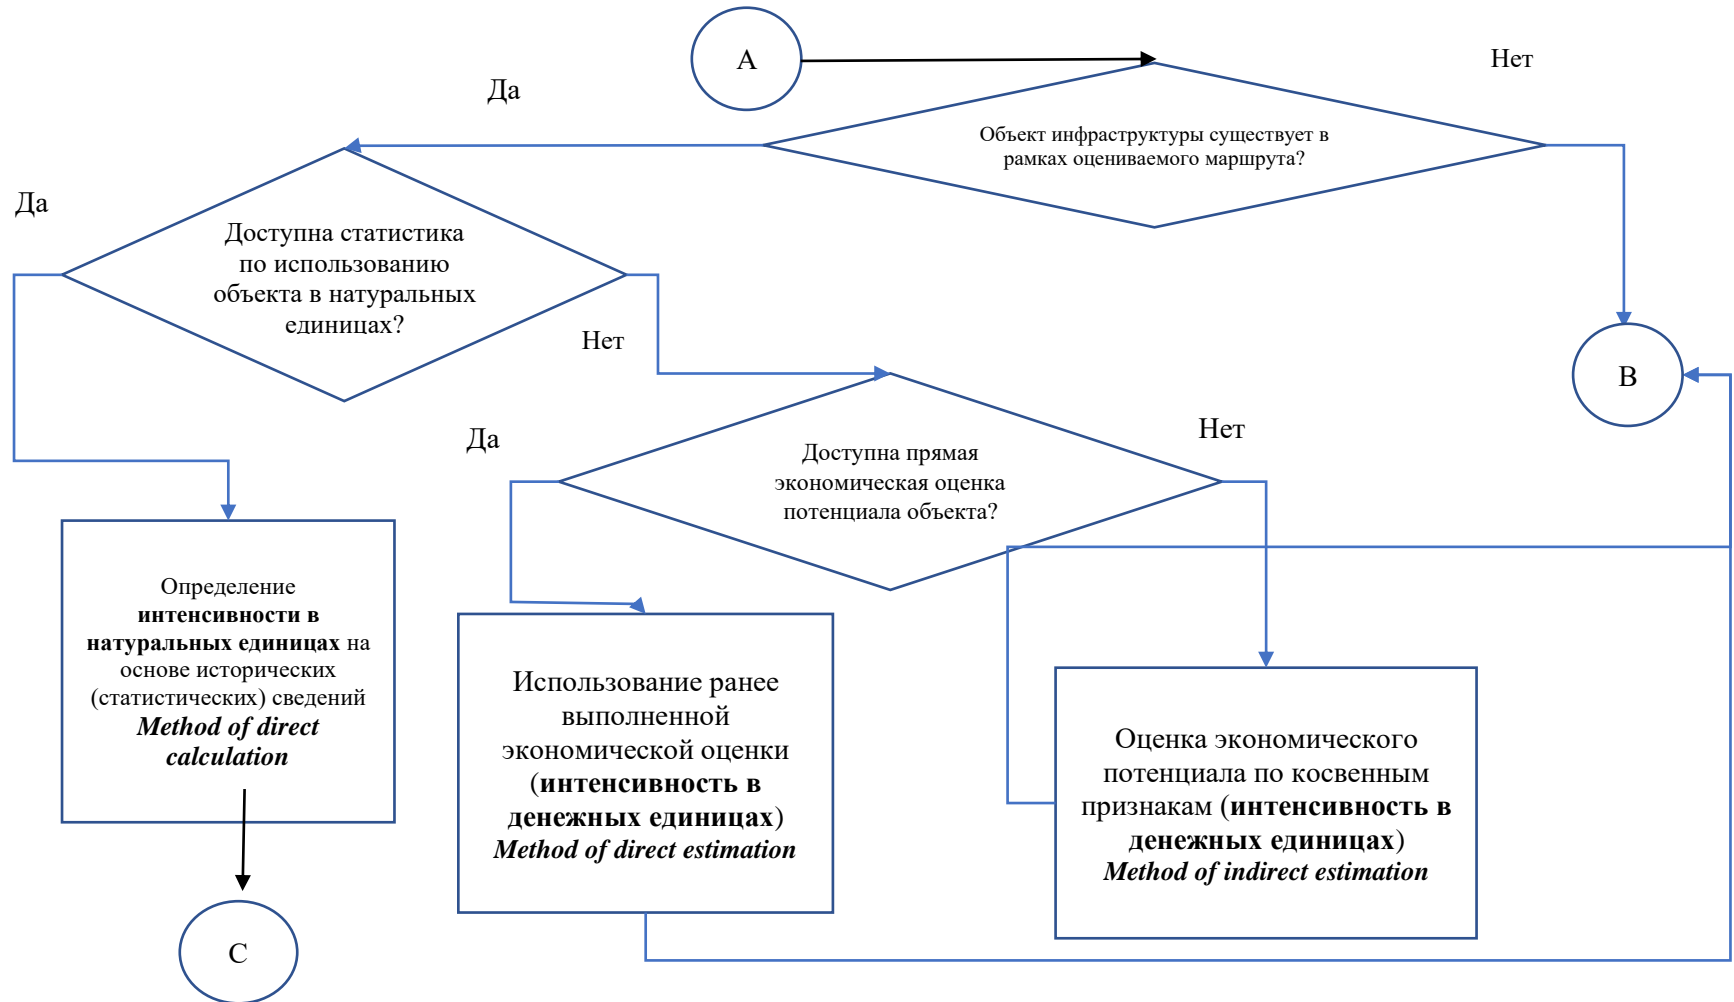 A
Нет
Да
Объект инфраструктуры существует в
рамках оцениваемого маршрута?
Да
Доступна статистика
по использованию
объекта в натуральных
единицах?
Нет
B
Да
Нет
Доступна прямая
экономическая оценка
потенциала объекта?
Определение
интенсивности в
натуральных единицах на
основе исторических
(статистических) сведений
Method of direct
calculation
Использование ранее
выполненной
экономической оценки
(интенсивность в
денежных единицах)
Method of direct estimation
Оценка экономического
потенциала по косвенным
признакам (интенсивность в
денежных единицах)
Method of indirect estimation
C